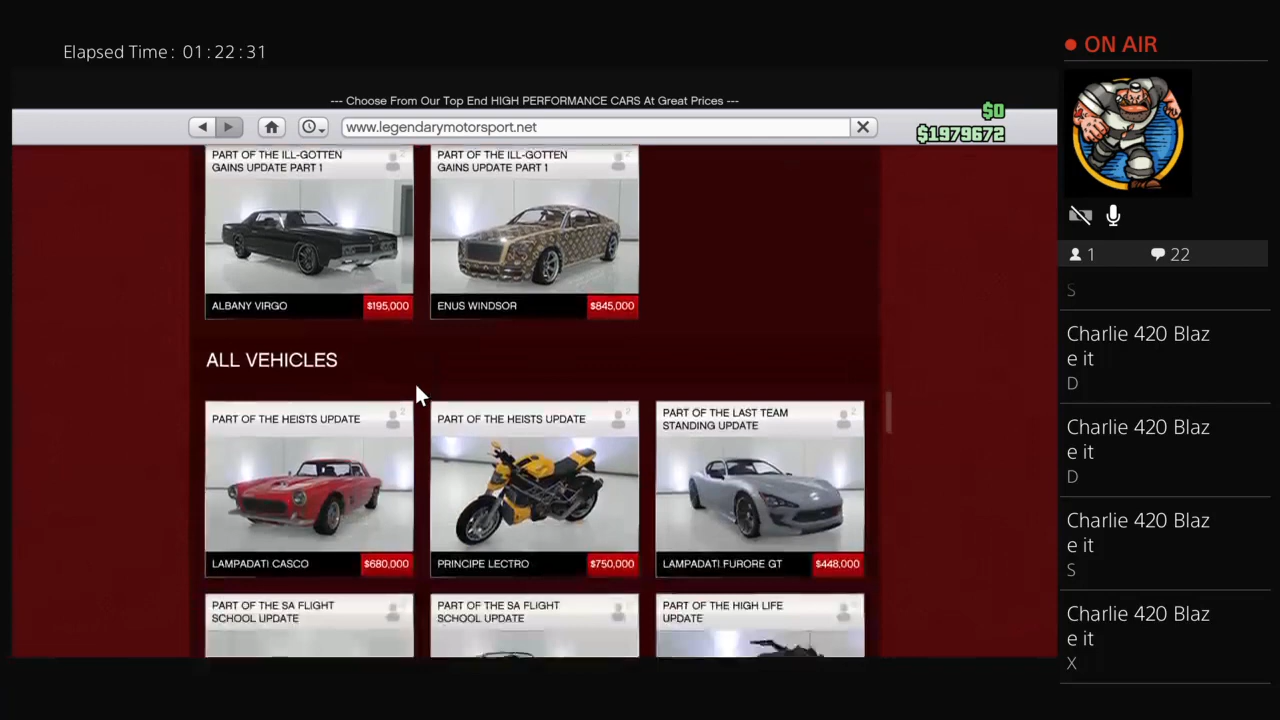 Elapsed Time: 01:22:31
ON AIR
--- Choose From Our Top End HIGH PERFORMANCE CARS At Great Prices ---
www.legendarymotorsport.net
$0
$1979672
PART OF THE ILL-GOTTEN
GAINS UPDATE PART 1
PART OF THE ILL-GOTTEN
GAINS UPDATE PART 1
ALBANY VIRGO
$195,000
ENUS WINDSOR
$845,000
ALL VEHICLES
PART OF THE HEISTS UPDATE
2
PART OF THE HEISTS UPDATE
2
PART OF THE LAST TEAM
STANDING UPDATE
2
LAMPADATI CASCO
$680,000
PRINCIPE LECTRO
$750,000
LAMPADATI FURORE GT
$448,000
PART OF THE SA FLIGHT
SCHOOL UPDATE
2
PART OF THE SA FLIGHT
SCHOOL UPDATE
2
PART OF THE HIGH LIFE
UPDATE
2
1
22
S
Charlie 420 Blaz
e it
D
Charlie 420 Blaz
e it
D
Charlie 420 Blaz
e it
S
Charlie 420 Blaz
e it
X